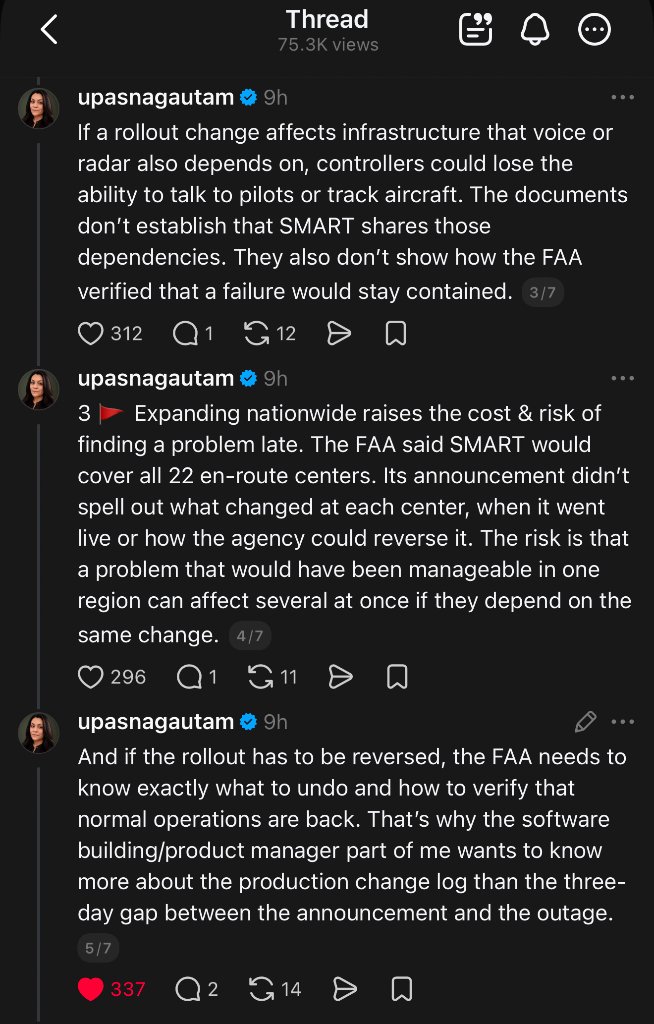 Thread
75.3K views
upasnagautam 9h
If a rollout change affects infrastructure that voice or
radar also depends on, controllers could lose the
ability to talk to pilots or track aircraft. The documents
don’t establish that SMART shares those
dependencies. They also don’t show how the FAA
verified that a failure would stay contained. 3/7
312 1 12
upasnagautam 9h
3 🚩 Expanding nationwide raises the cost & risk of
finding a problem late. The FAA said SMART would
cover all 22 en-route centers. Its announcement didn’t
spell out what changed at each center, when it went
live or how the agency could reverse it. The risk is that
a problem that would have been manageable in one
region can affect several at once if they depend on the
same change. 4/7
296 1 11
upasnagautam 9h
And if the rollout has to be reversed, the FAA needs to
know exactly what to undo and how to verify that
normal operations are back. That’s why the software
building/product manager part of me wants to know
more about the production change log than the three-
day gap between the announcement and the outage.
5/7
337 2 14